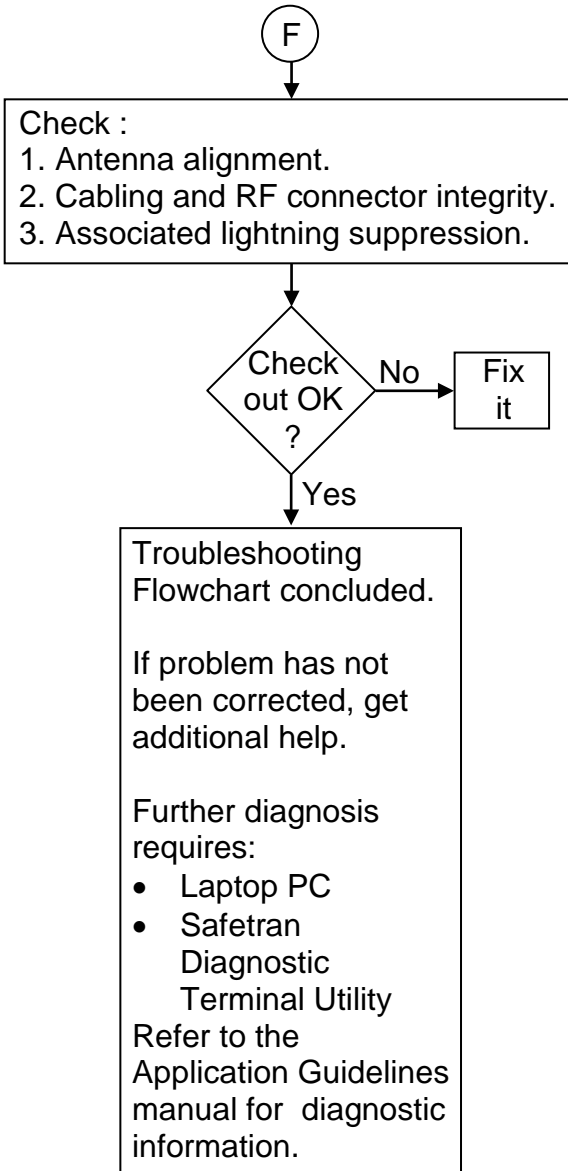 F
Check :
1. Antenna alignment.
2. Cabling and RF connector integrity.
3. Associated lightning suppression.
Check
out OK
?
No
Fix
it
Yes
Troubleshooting
Flowchart concluded.
If problem has not
been corrected, get
additional help.
Further diagnosis
requires:
• Laptop PC
• Safetran
Diagnostic
Terminal Utility
Refer to the
Application Guidelines
manual for diagnostic
information.